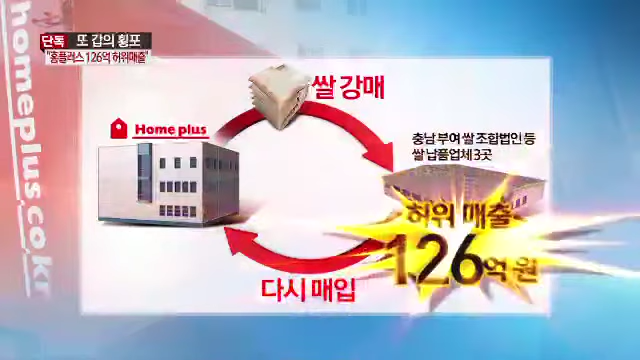 단독 또 갑의 횡포
"홈플러스 126억 허위매출"
homeplus.co.kr
쌀 강매
Home plus
충남 부여 쌀 조합법인 등
쌀 납품업체 3곳
허위 매출
126억 원
다시 매입